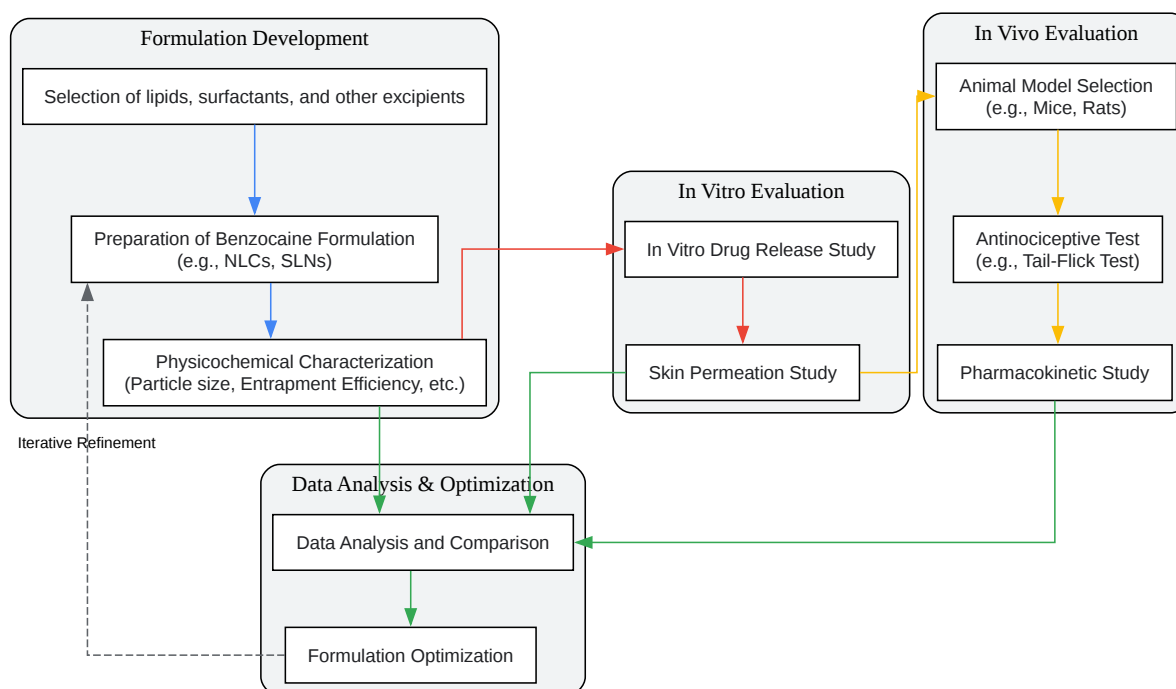 Formulation Development
Selection of lipids, surfactants, and other excipients
Preparation of Benzocaine Formulation
(e.g., NLCs, SLNs)
Physicochemical Characterization
(Particle size, Entrapment Efficiency, etc.)
Iterative Refinement
In Vitro Evaluation
In Vitro Drug Release Study
Skin Permeation Study
In Vivo Evaluation
Animal Model Selection
(e.g., Mice, Rats)
Antinociceptive Test
(e.g., Tail-Flick Test)
Pharmacokinetic Study
Data Analysis & Optimization
Data Analysis and Comparison
Formulation Optimization